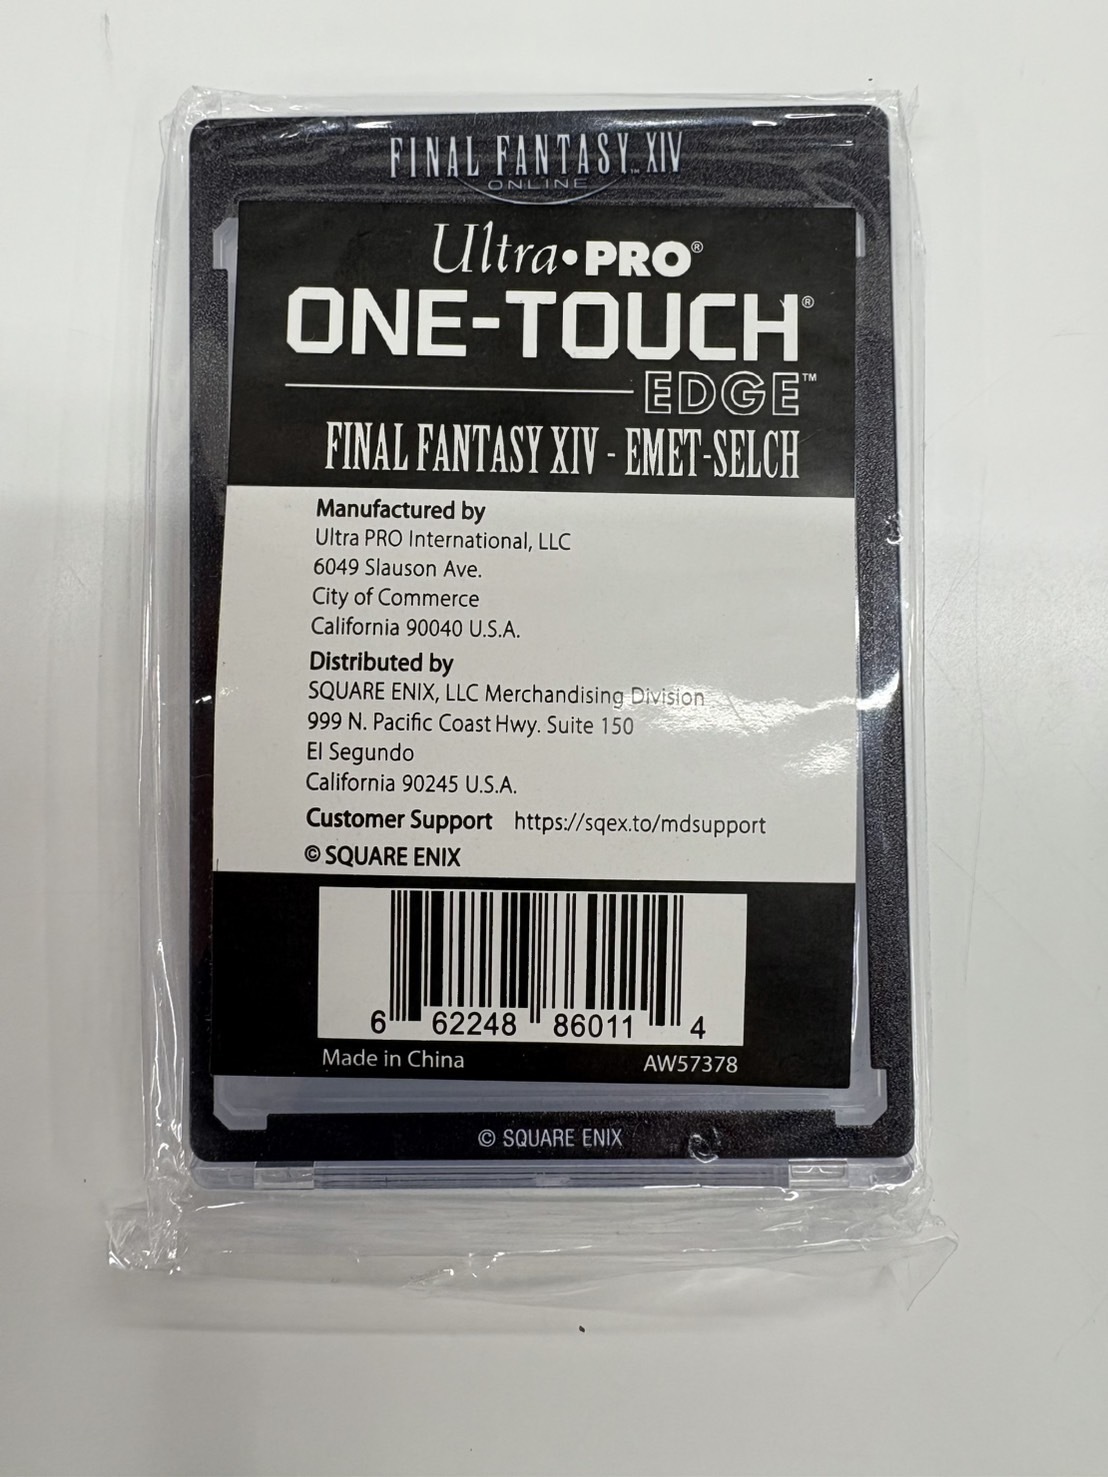 FINAL FANTASY™ XIV
ONLINE
Ultra•PRO®
ONE-TOUCH®
EDGE™
FINAL FANTASY XIV - EMET-SELCH
Manufactured by
Ultra PRO International, LLC
6049 Slauson Ave.
City of Commerce
California 90040 U.S.A.
Distributed by
SQUARE ENIX, LLC Merchandising Division
999 N. Pacific Coast Hwy. Suite 150
El Segundo
California 90245 U.S.A.
Customer Support https://sqex.to/mdsupport
© SQUARE ENIX
6 62248 86011 4
Made in China AW57378
© SQUARE ENIX